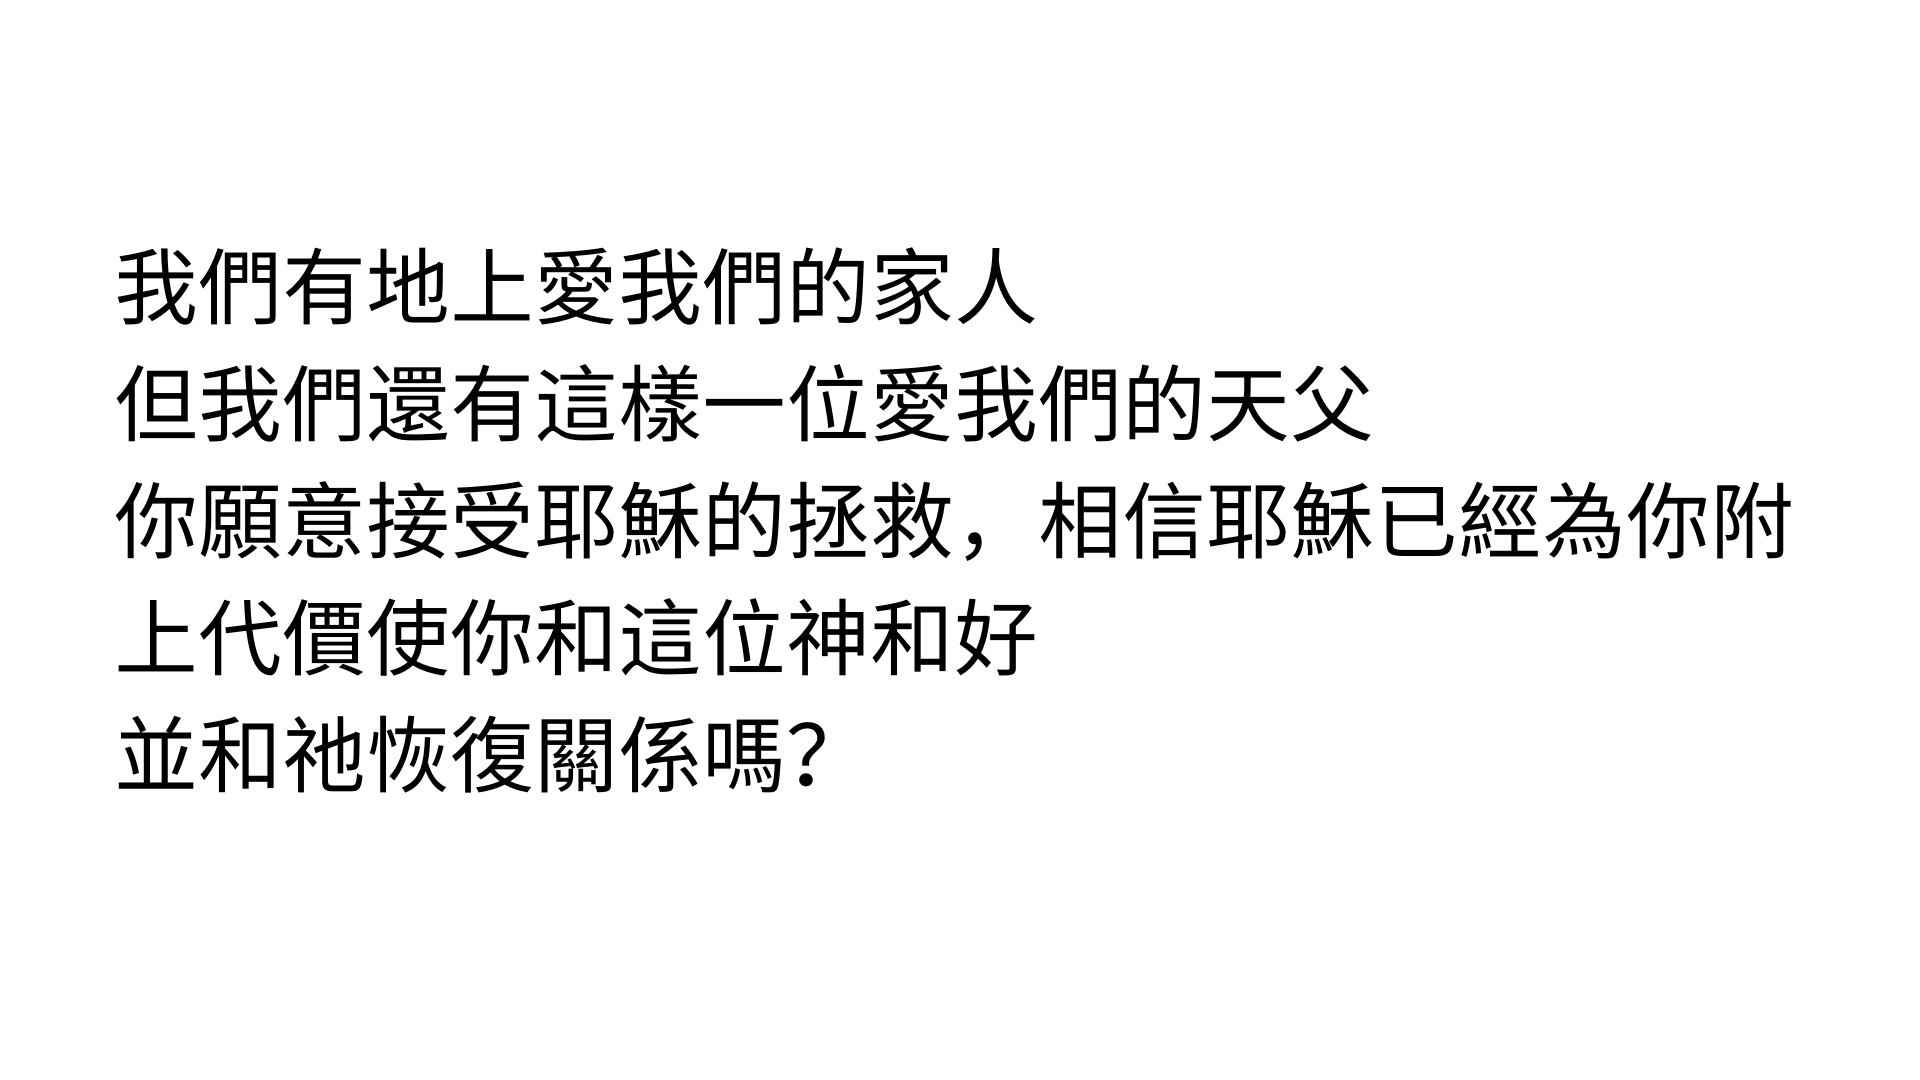 我們有地上愛我們的家人
但我們還有這樣一位愛我們的天父
你願意接受耶穌的拯救，相信耶穌已經為你附
上代價使你和這位神和好
並和祂恢復關係嗎？